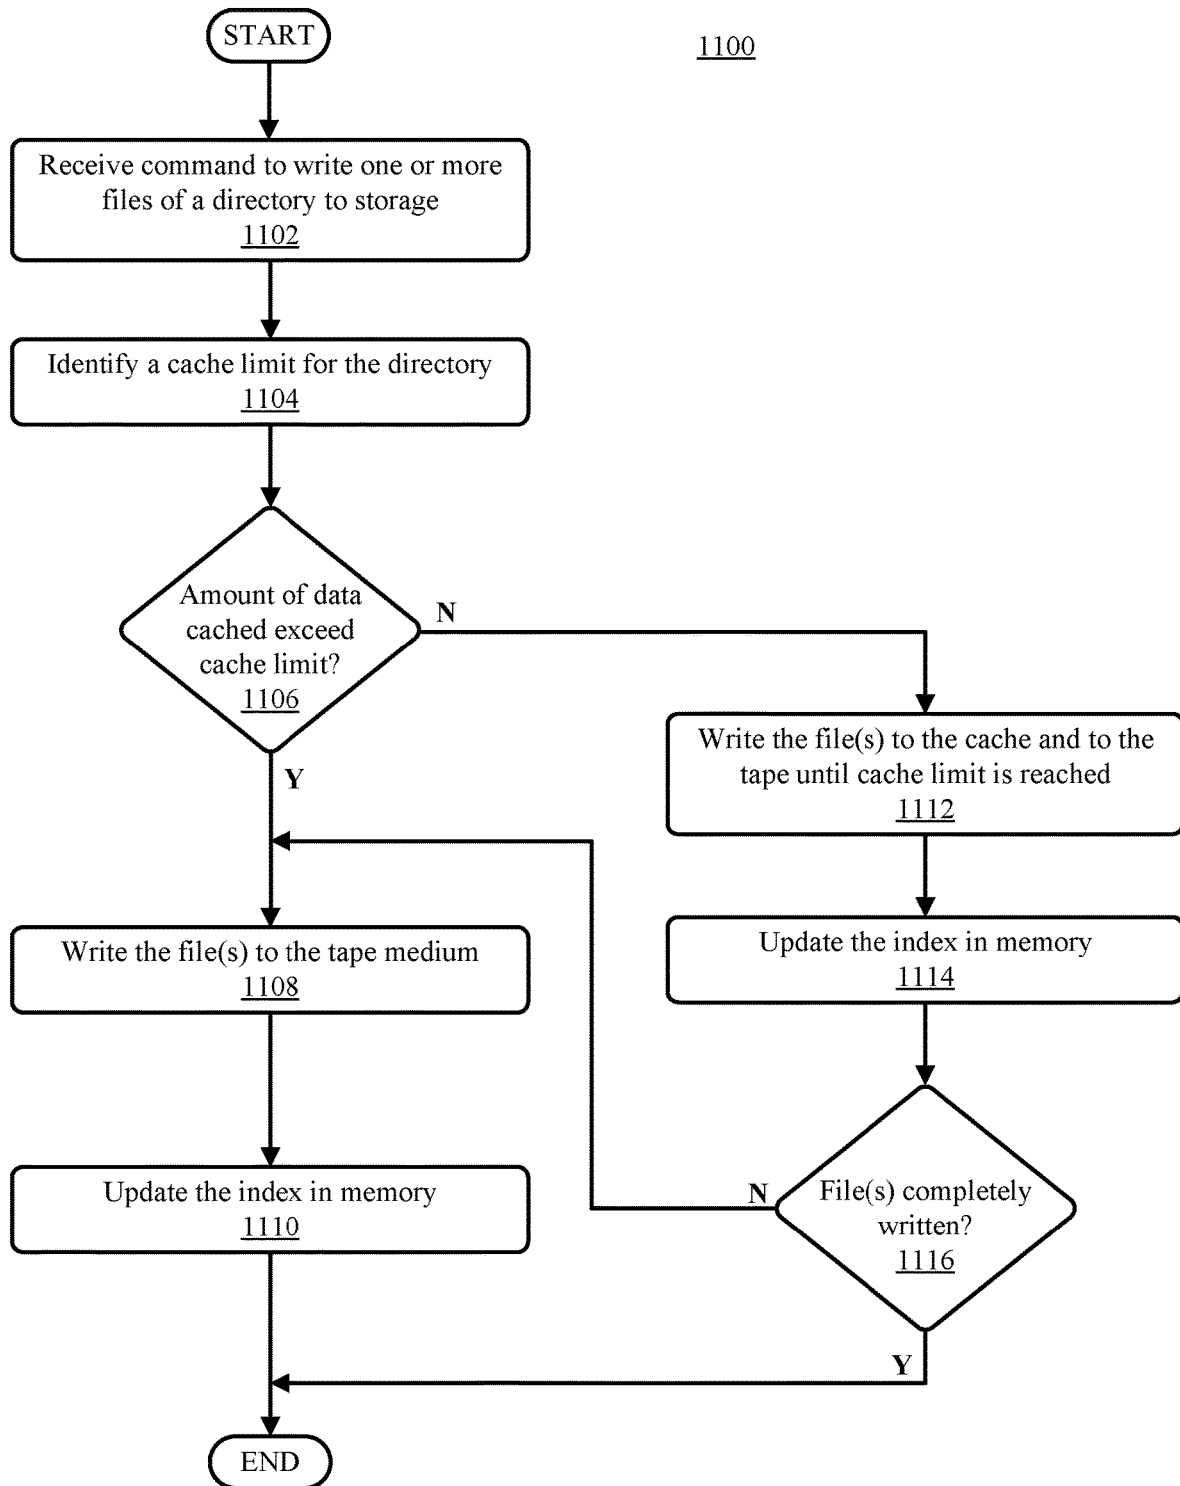 START
1100
Receive command to write one or more
files of a directory to storage
1102
Identify a cache limit for the directory
1104
Amount of data
cached exceed
cache limit?
1106
N
Y
Write the file(s) to the cache and to the
tape until cache limit is reached
1112
Write the file(s) to the tape medium
1108
Update the index in memory
1114
Update the index in memory
1110
N
File(s) completely
written?
1116
Y
END